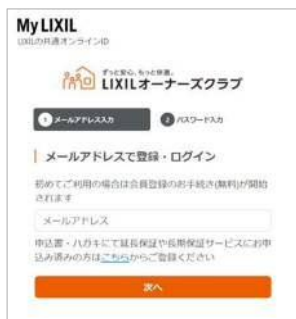 My LIXIL
LIXILの共通オンラインID
ずっと安心、もっと快適。
LIXILオーナーズクラブ
1 メールアドレス入力
2 パスワード入力
メールアドレスで登録・ログイン
初めてご利用の場合は会員登録のお手続き(無料)が開始
されます
メールアドレス
申込書・ハガキにて延長保証や長期保証サービスにお申
込み済みの方はこちらからご登録ください
次へ